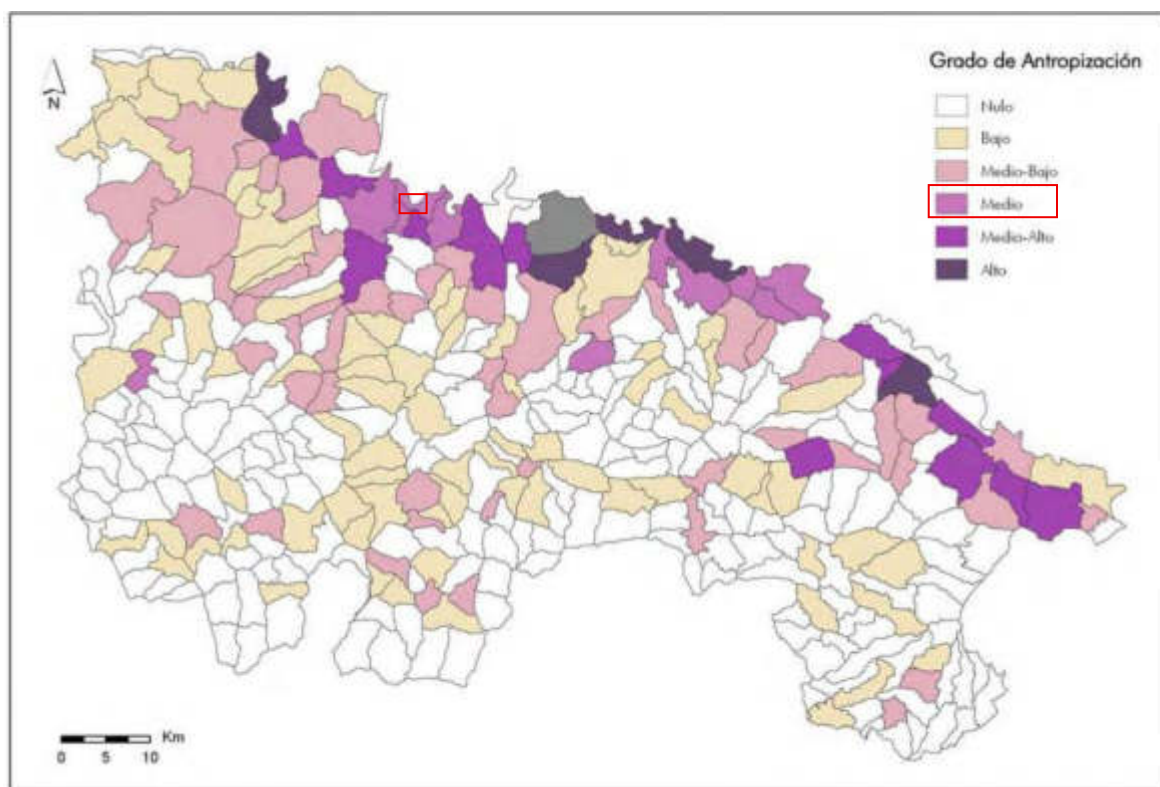 Grado de Antropización
N
Nulo
Bajo
Medio-Bajo
Medio
Medio-Alto
Alto
Km
0 5 10